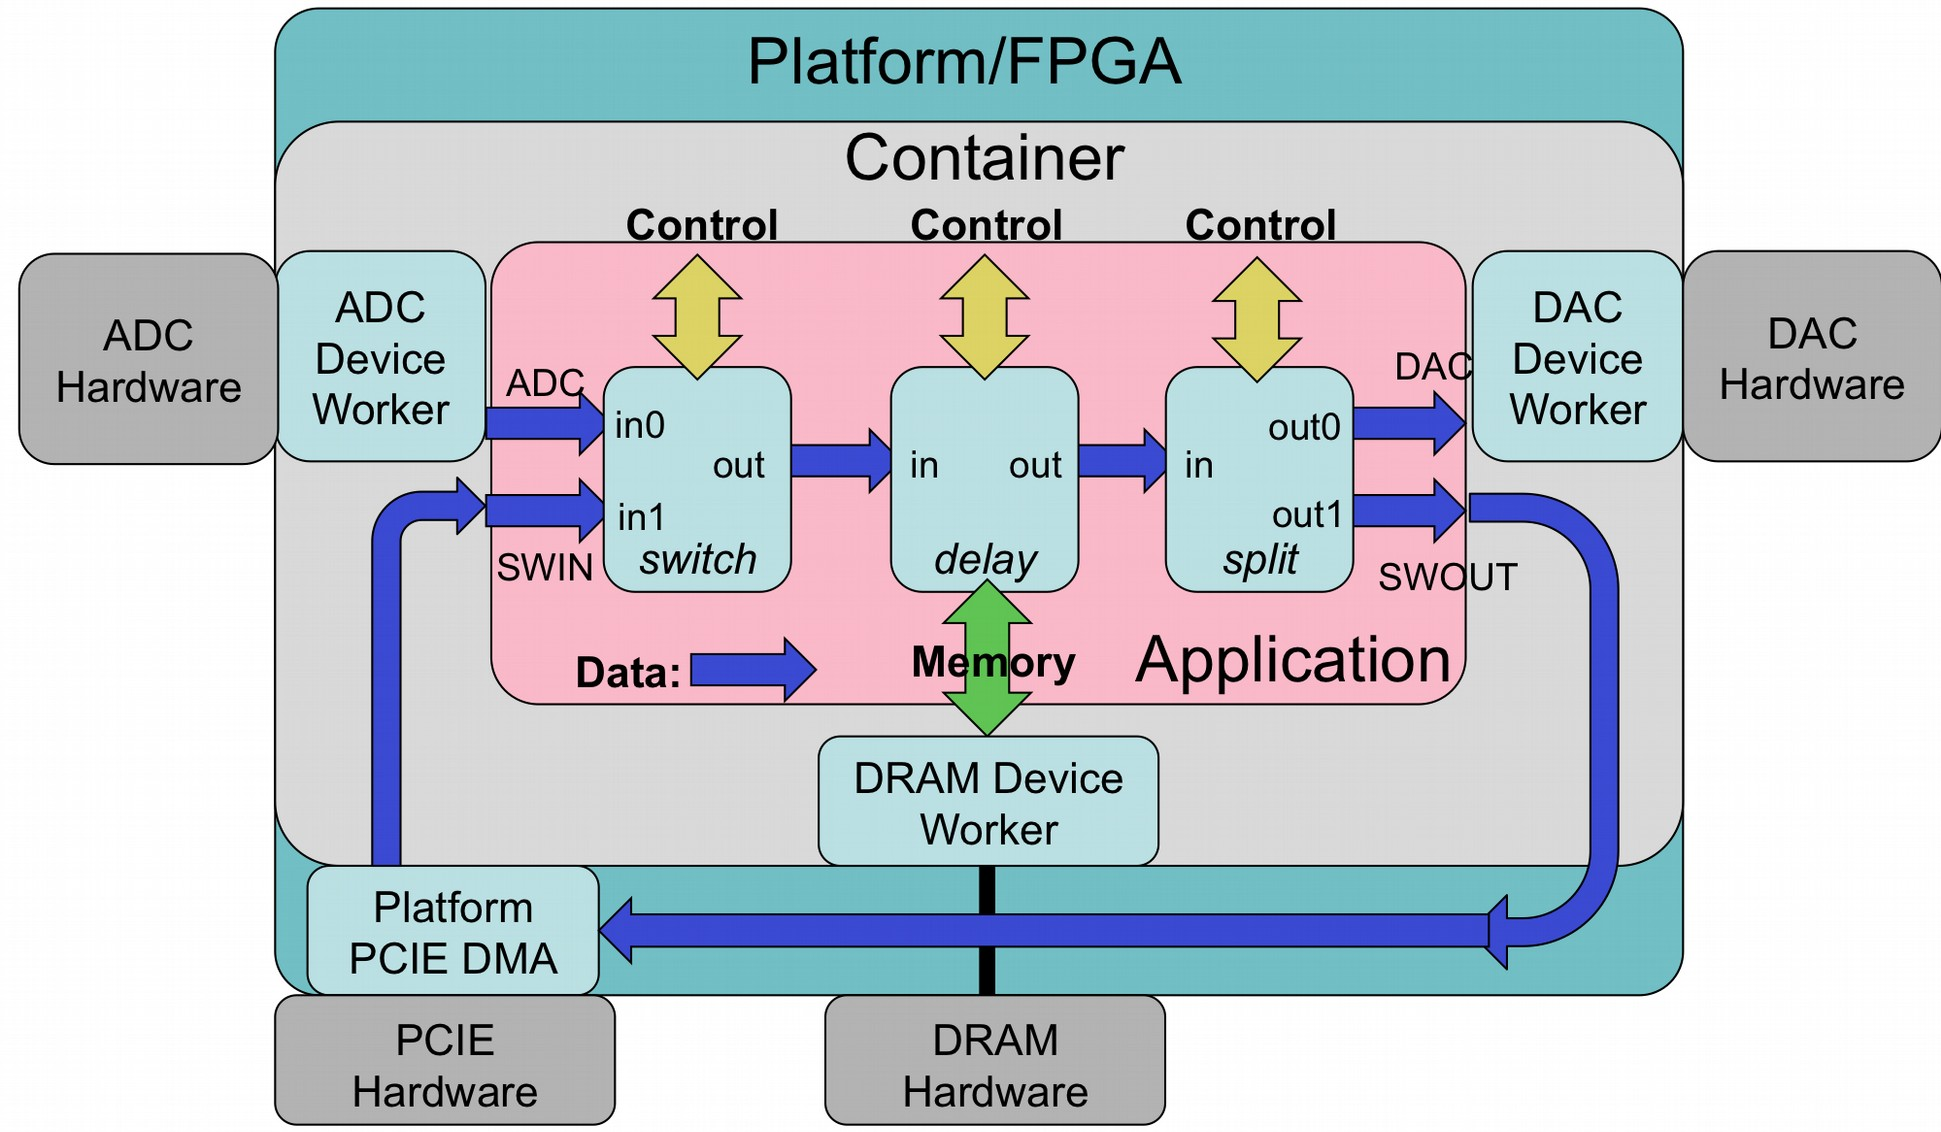 Platform/FPGA
Container
Control
Control
Control
ADC
Hardware
ADC
Device
Worker
ADC
SWIN
in0
in1
out
switch
in
out
delay
in
out0
out1
split
DAC
SWOUT
DAC
Device
Worker
DAC
Hardware
Data:
Memory
Application
DRAM Device
Worker
Platform
PCIE DMA
PCIE
Hardware
DRAM
Hardware